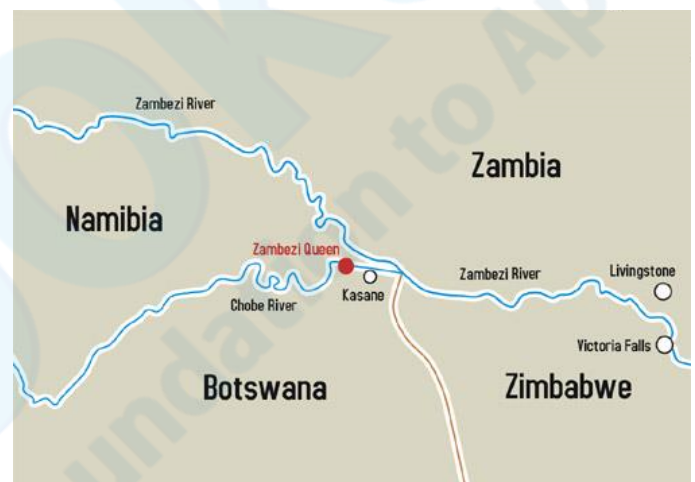 Zambezi River
Zambia
Namibia
Zambezi Queen
Zambezi River
Livingstone
Kasane
Chobe River
Victoria Falls
Botswana
Zimbabwe